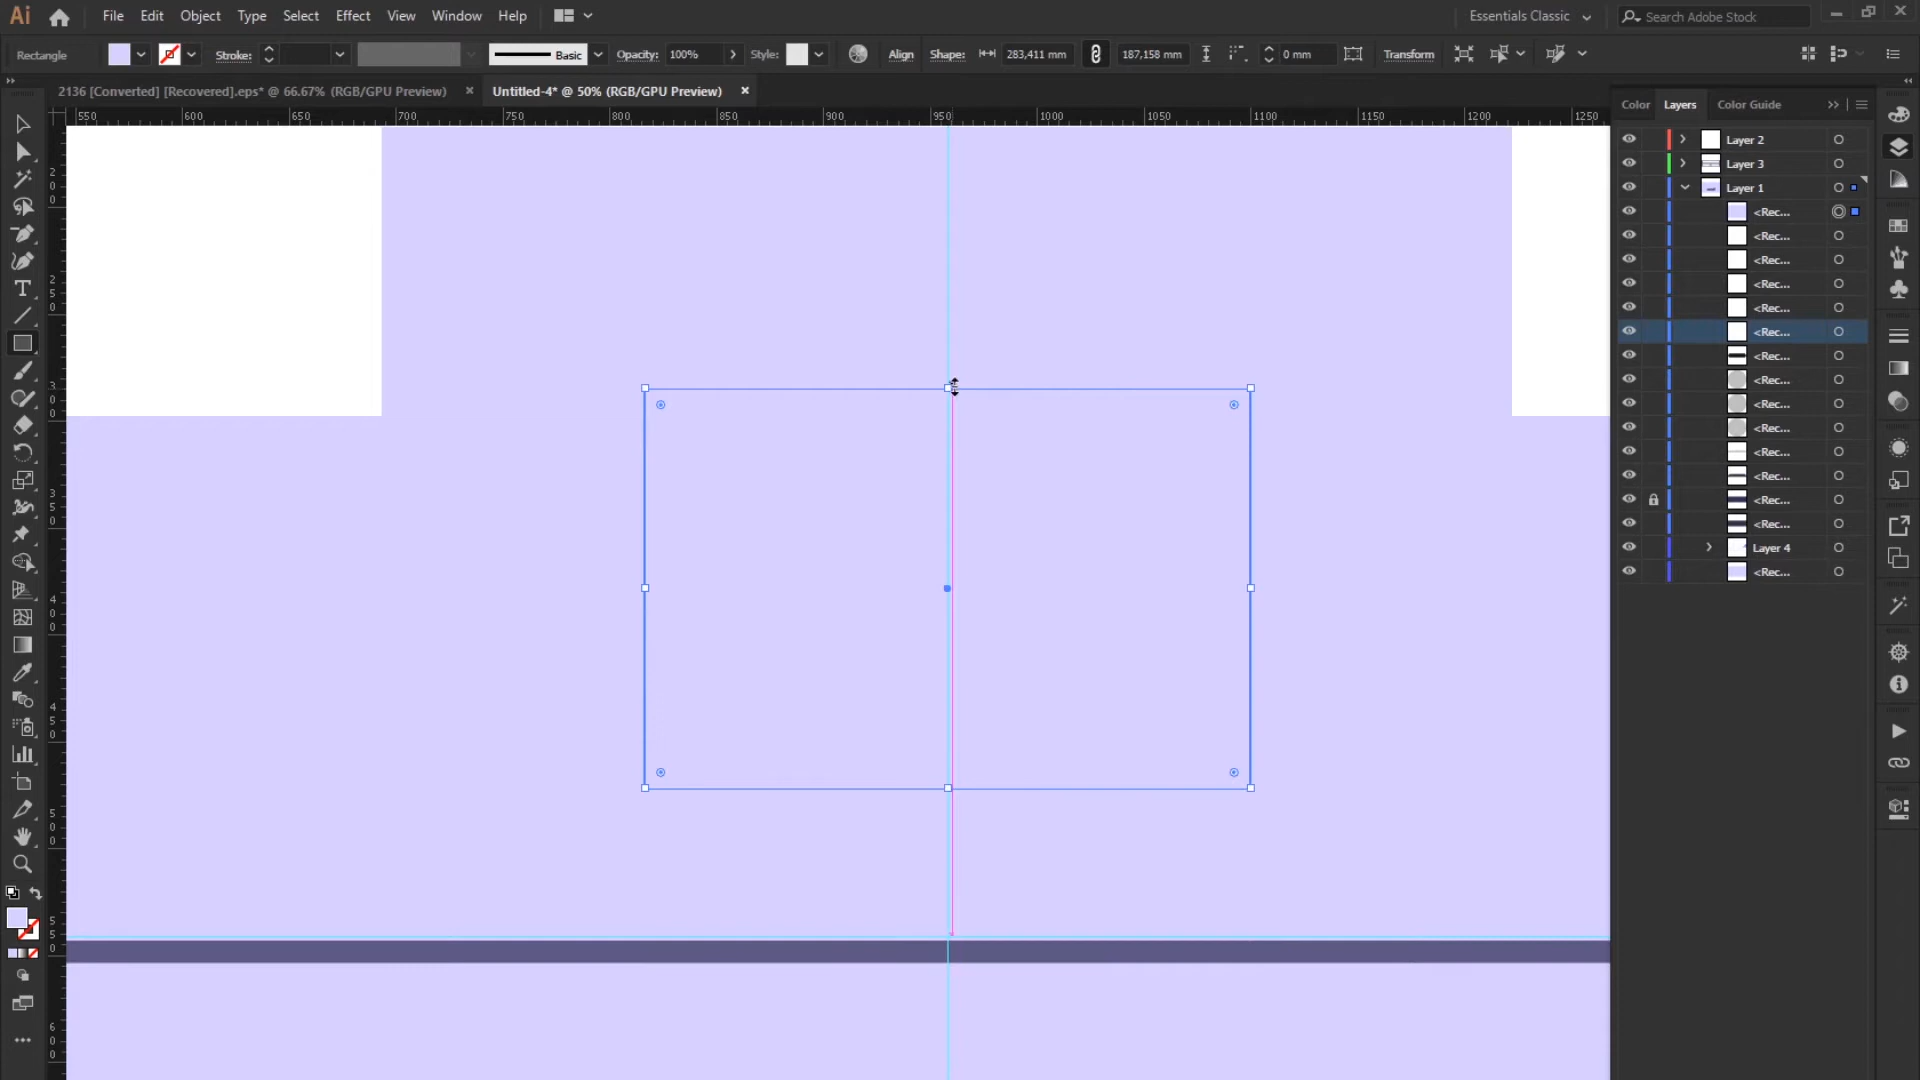 Ai File Edit Object Type Select Effect View Window Help Essentials Classic Search Adobe Stock
Rectangle Stroke: Basic Opacity: 100% Style: Align Shape: 283,411 mm 187,158 mm 0 mm Transform
2136 [Converted] [Recovered].eps* @ 66.67% (RGB/GPU Preview) × Untitled-4* @ 50% (RGB/GPU Preview) ×
Color Layers Color Guide
550 600 650 700 750 800 850 900 950 1000 1050 1100 1150 1200 1250
Layer 2
Layer 3
Layer 1
<Rec...
<Rec...
<Rec...
<Rec...
<Rec...
<Rec...
<Rec...
<Rec...
<Rec...
<Rec...
<Rec...
<Rec...
<Rec...
<Rec...
Layer 4
<Rec...